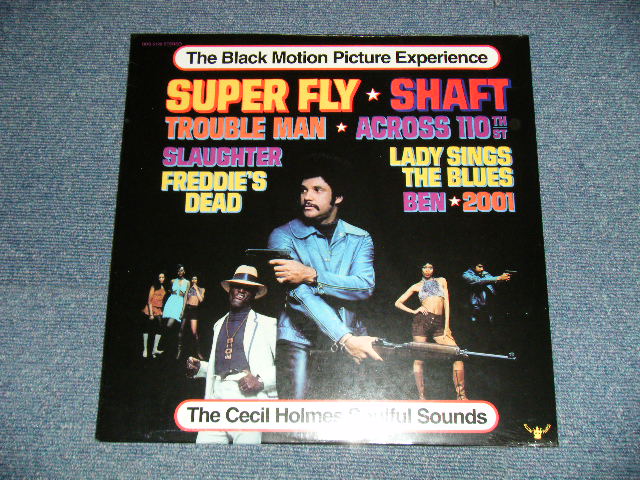 The Black Motion Picture Experience
SUPER FLY ★ SHAFT
TROUBLE MAN ★ ACROSS 110TH ST
SLAUGHTER
FREDDIE'S
DEAD
LADY SINGS
THE BLUES
BEN ★ 2001
The Cecil Holmes Soulful Sounds